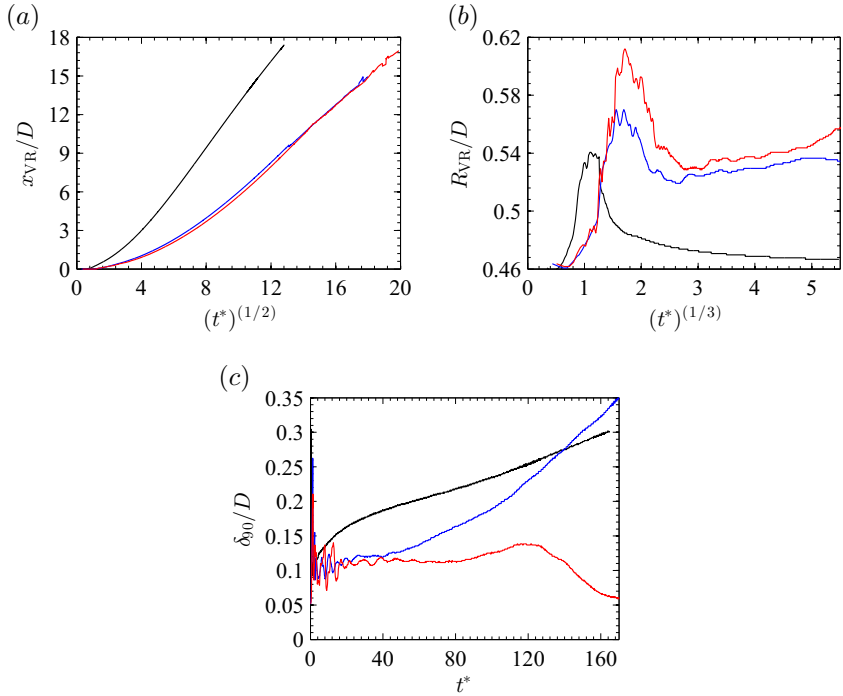 (a)
18
15
12
9
6
3
0
x_VR/D
0 4 8 12 16 20
(t*)^(1/2)
(b)
0.62
0.58
0.54
0.5
0.46
R_VR/D
0 1 2 3 4 5
(t*)^(1/3)
(c)
0.35
0.3
0.25
0.2
0.15
0.1
0.05
0
δ_90/D
0 40 80 120 160
t*